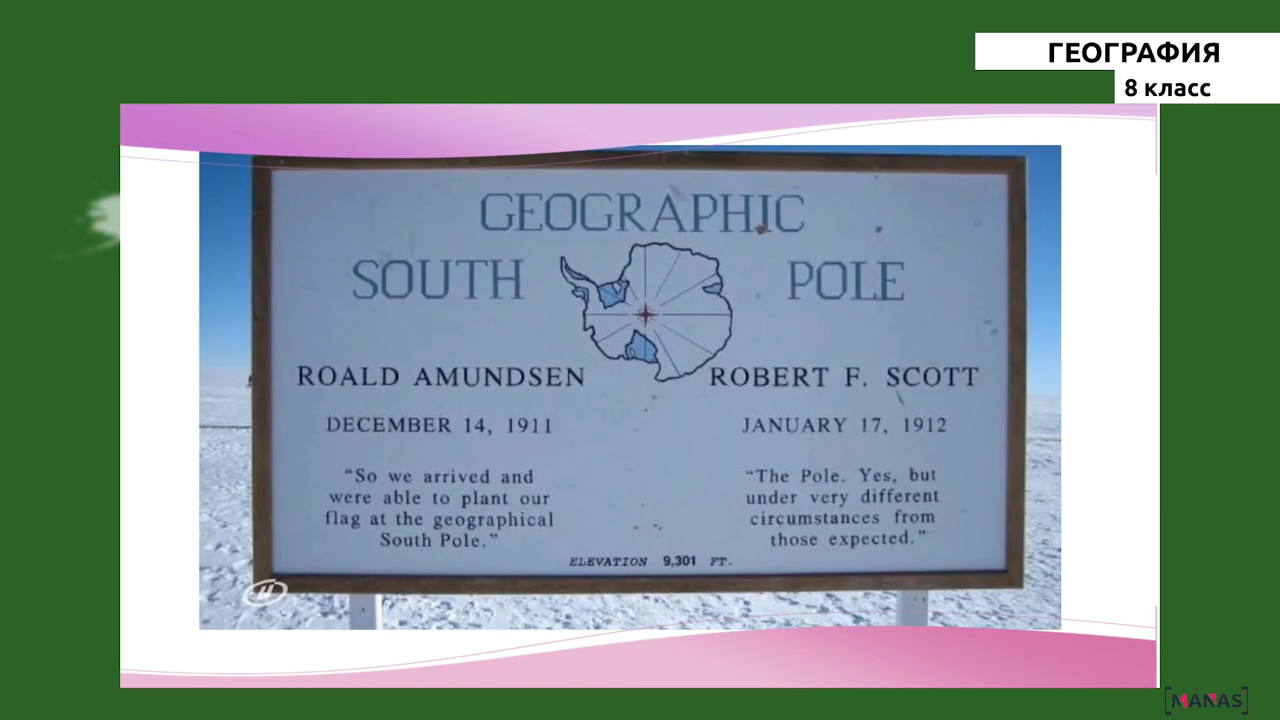 ГЕОГРАФИЯ
8 класс
GEOGRAPHIC
SOUTH POLE
ROALD AMUNDSEN
DECEMBER 14, 1911
“So we arrived and
were able to plant our
flag at the geographical
South Pole.”
ROBERT F. SCOTT
JANUARY 17, 1912
“The Pole. Yes, but
under very different
circumstances from
those expected.”
ELEVATION 9,301 FT.
[MANAS]